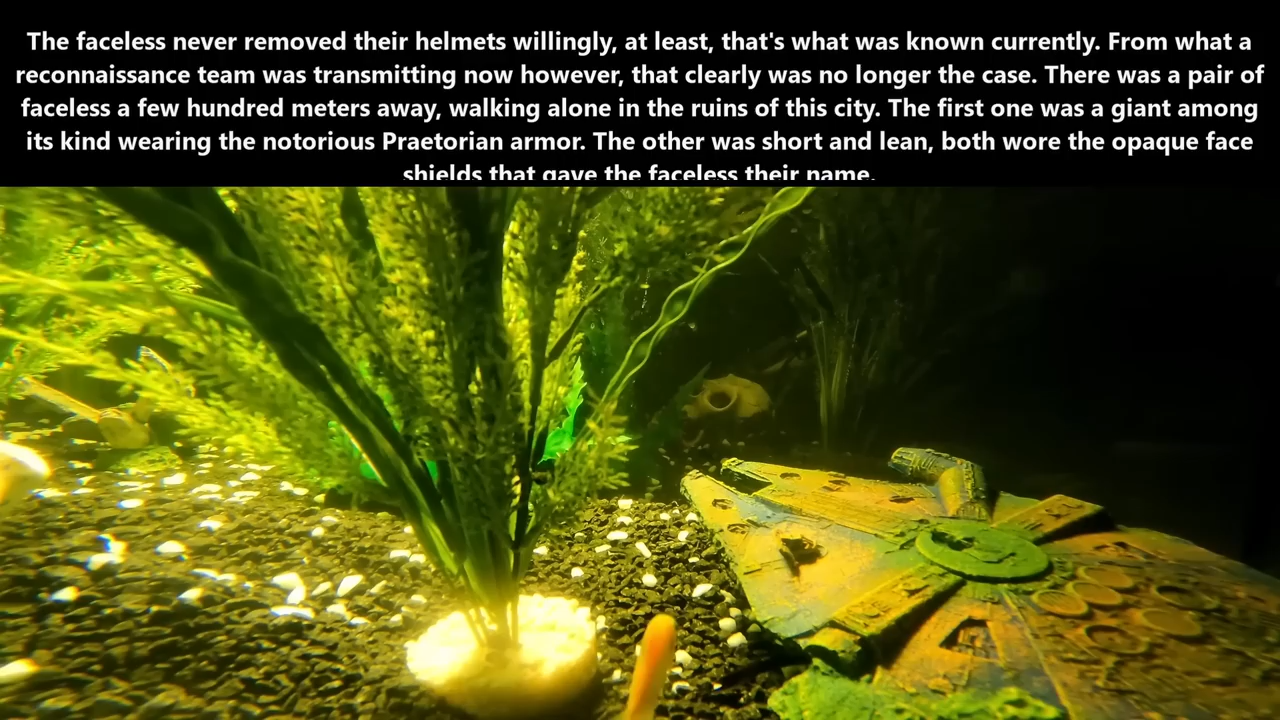 The faceless never removed their helmets willingly, at least, that's what was known currently. From what a
reconnaissance team was transmitting now however, that clearly was no longer the case. There was a pair of
faceless a few hundred meters away, walking alone in the ruins of this city. The first one was a giant among
its kind wearing the notorious Praetorian armor. The other was short and lean, both wore the opaque face
shields that gave the faceless their name.